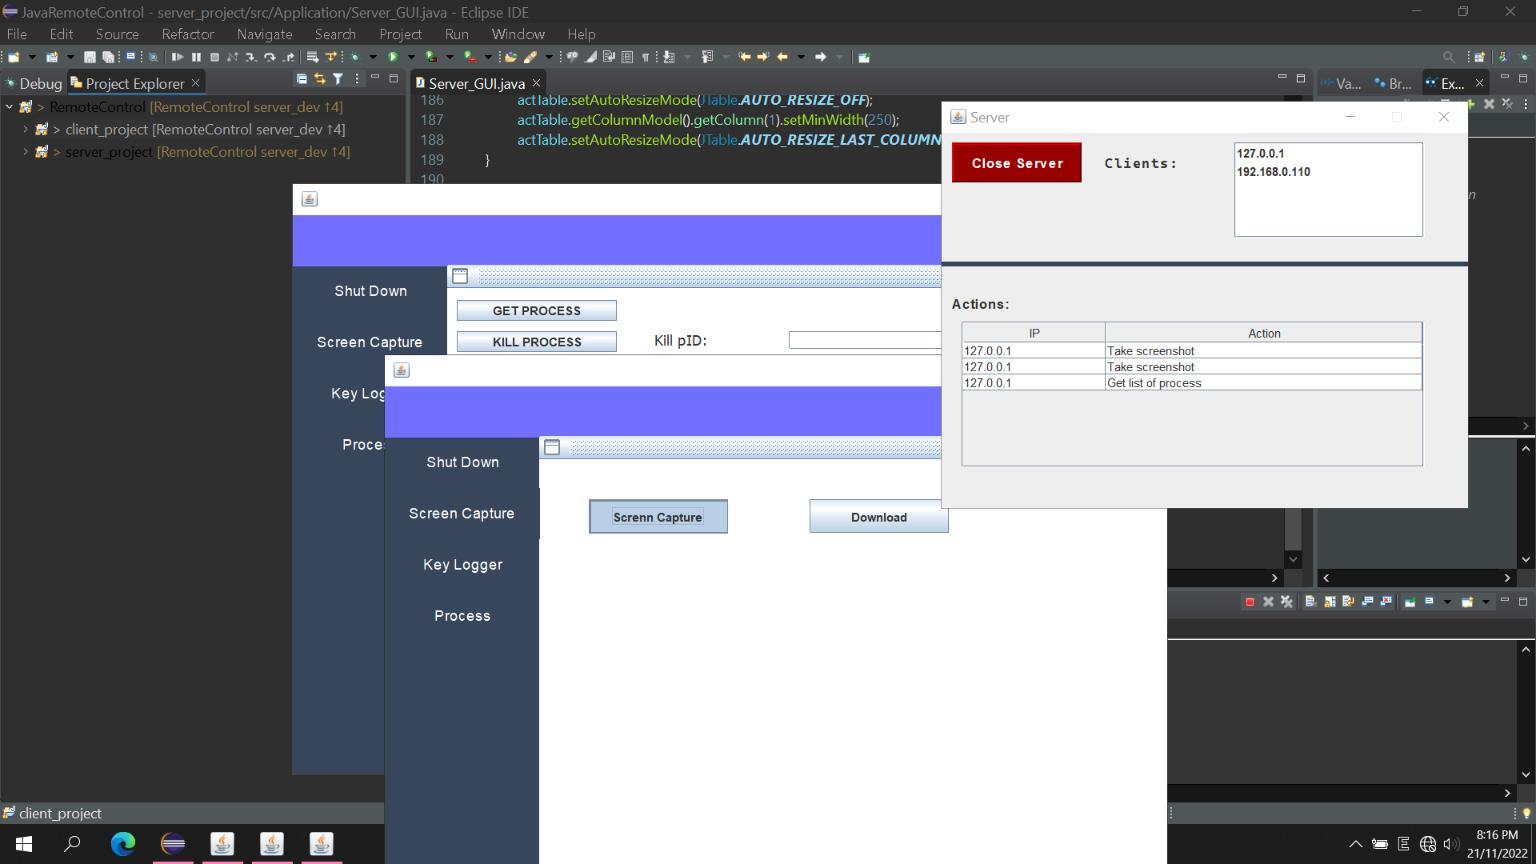 JavaRemoteControl - server_project/src/Application/Server_GUI.java - Eclipse IDE
File Edit Source Refactor Navigate Search Project Run Window Help
Debug Project Explorer
Server_GUI.java
Va... Br... Ex...
> RemoteControl [RemoteControl server_dev ↑4]
> client_project [RemoteControl server_dev ↑4]
> server_project [RemoteControl server_dev ↑4]
186 actTable.setAutoResizeMode(JTable.AUTO_RESIZE_OFF);
187 actTable.getColumnModel().getColumn(1).setMinWidth(250);
188 actTable.setAutoResizeMode(JTable.AUTO_RESIZE_LAST_COLUMN
189 }
190
Server
Close Server
Clients:
127.0.0.1
192.168.0.110
Actions:
IP Action
127.0.0.1 Take screenshot
127.0.0.1 Take screenshot
127.0.0.1 Get list of process
Shut Down
Screen Capture
Key Log
Proce
GET PROCESS
KILL PROCESS
Kill pID:
Shut Down
Screen Capture
Key Logger
Process
Screnn Capture
Download
client_project
8:16 PM
21/11/2022